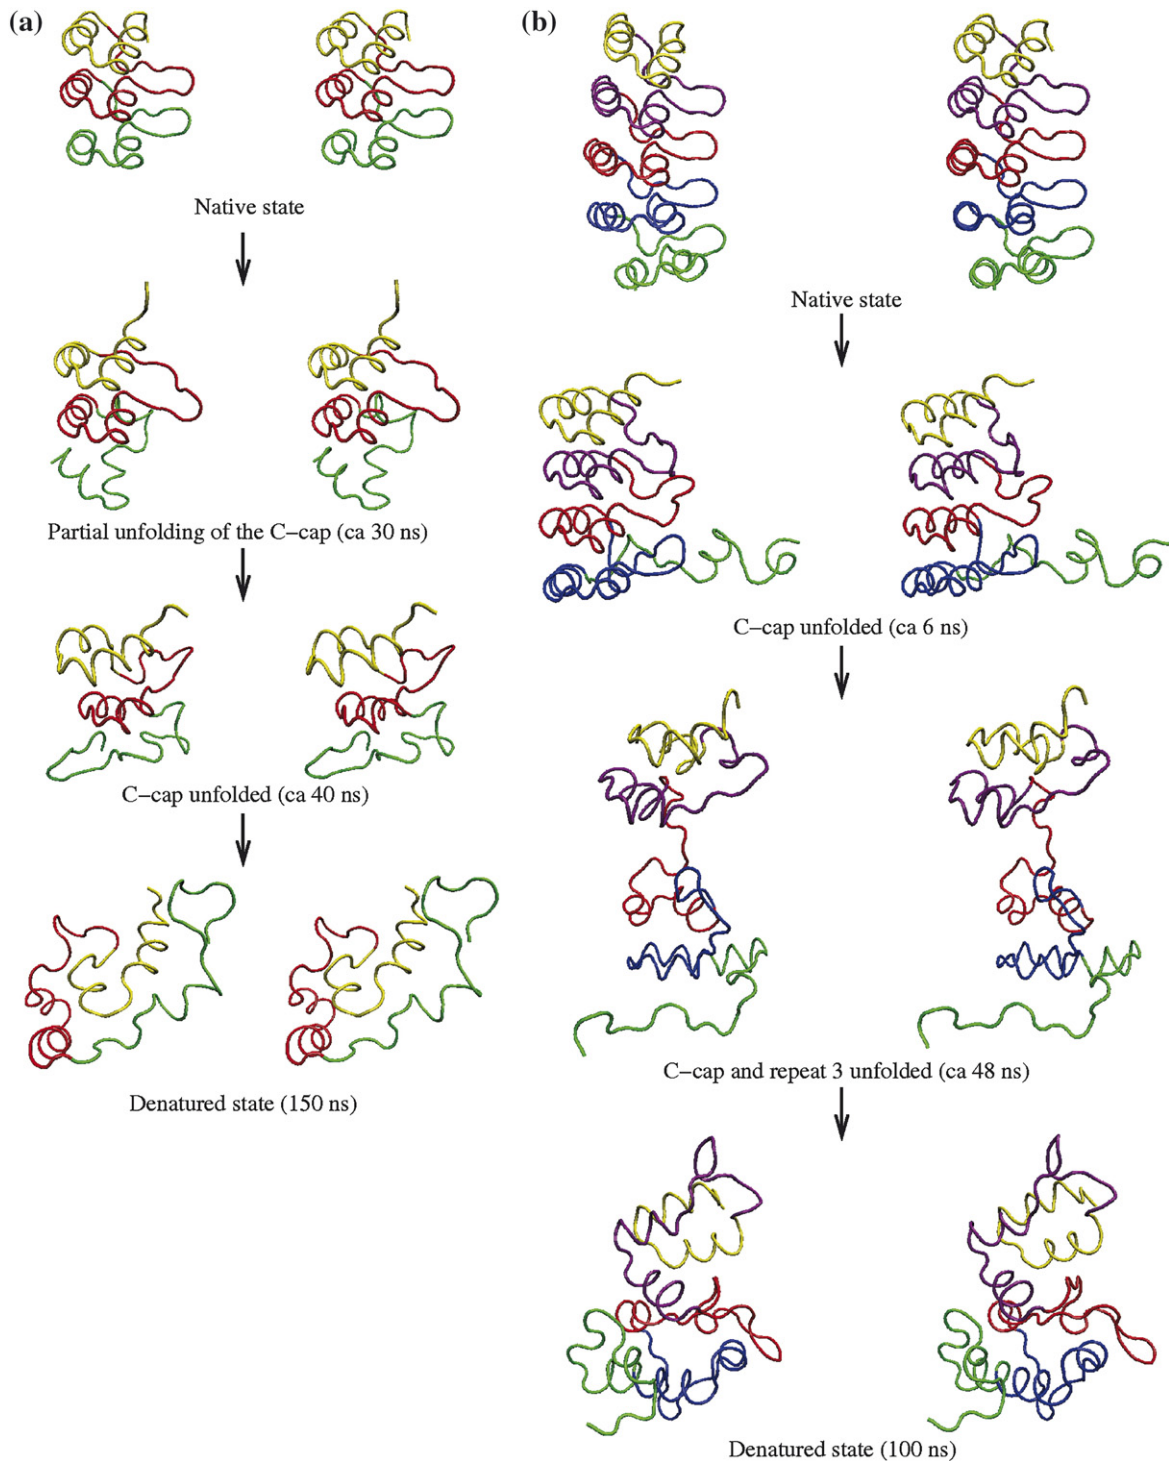 (a)
Native state
Partial unfolding of the C−cap (ca 30 ns)
C−cap unfolded (ca 40 ns)
Denatured state (150 ns)
(b)
Native state
C−cap unfolded (ca 6 ns)
C−cap and repeat 3 unfolded (ca 48 ns)
Denatured state (100 ns)